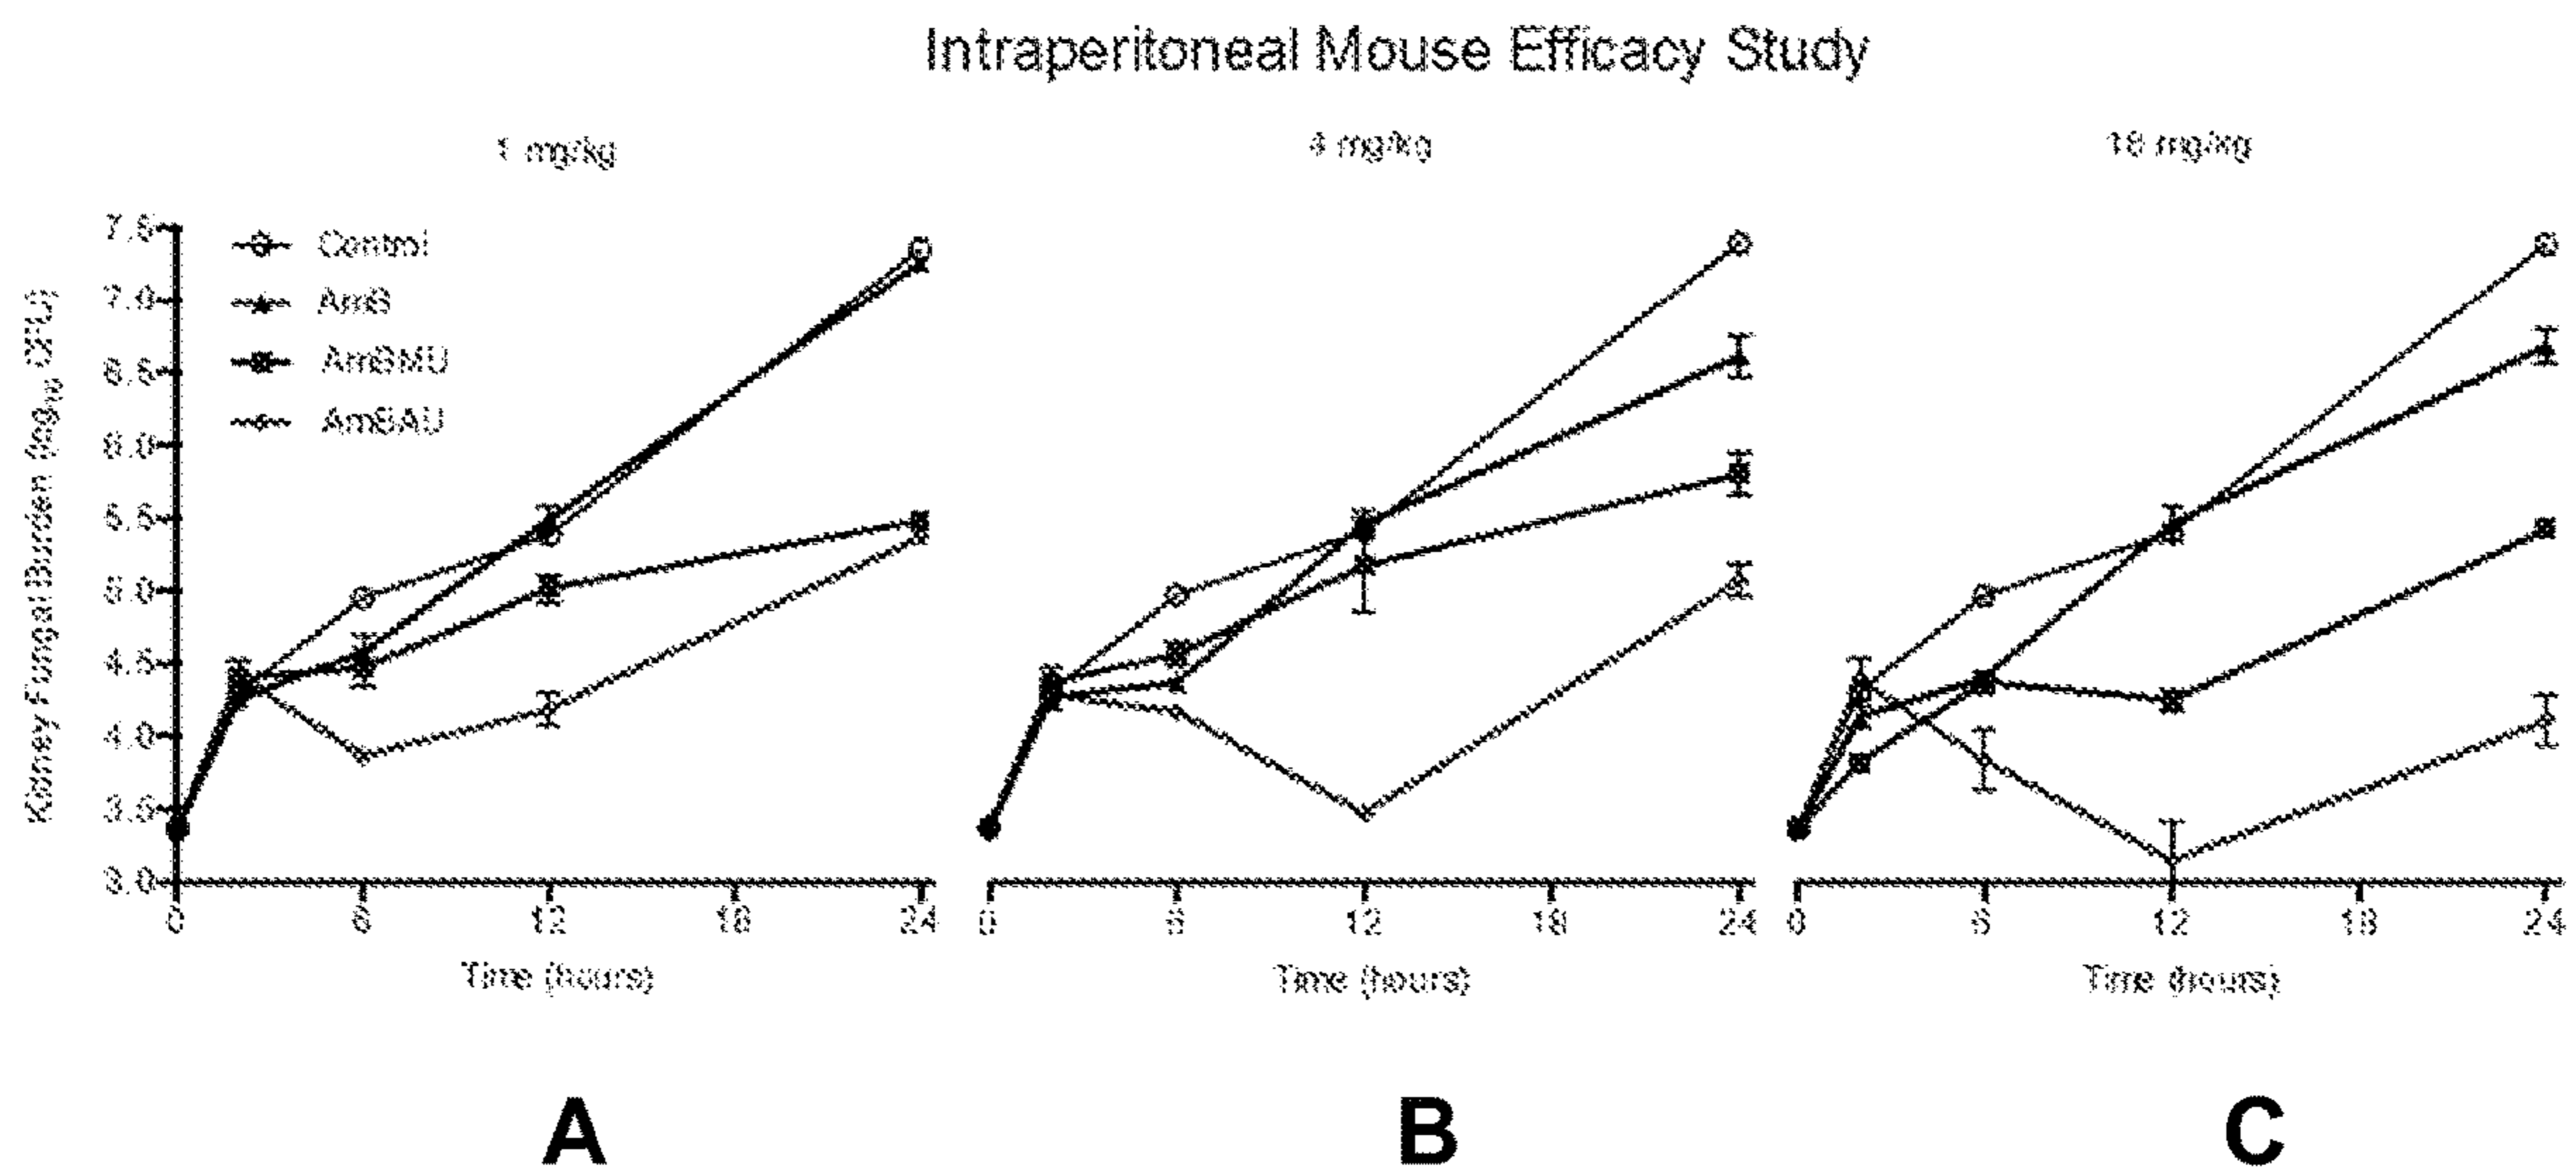 Intraperitoneal Mouse Efficacy Study
1 mg/kg
4 mg/kg
16 mg/kg
Kidney Fungal Burden (log10 CFU)
7.5
7.0
6.5
6.0
5.5
5.0
4.5
4.0
3.5
3.0
Control
AmB
AmBMU
AmBAU
0 6 12 18 24
0 6 12 18 24
0 6 12 18 24
Time (hours)
Time (hours)
Time (hours)
A
B
C